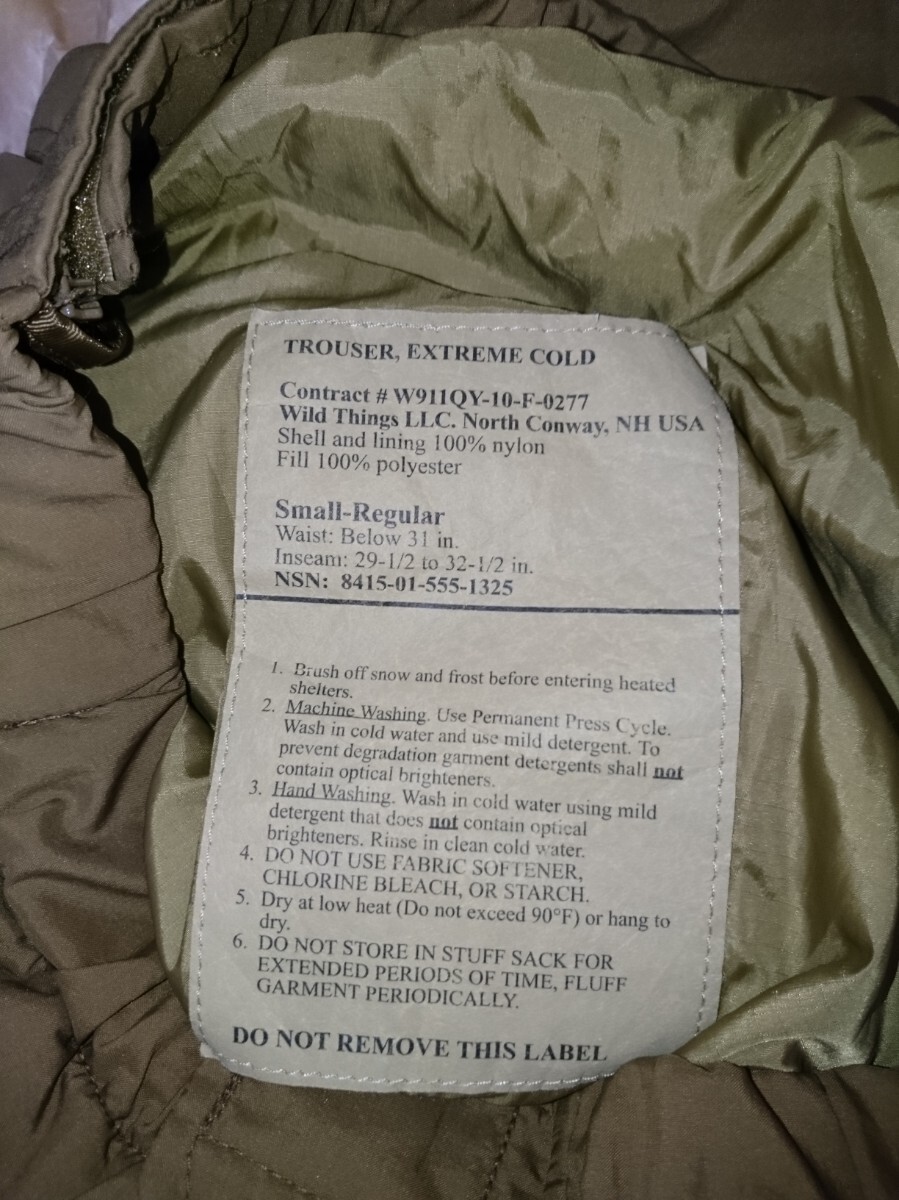 TROUSER, EXTREME COLD
Contract # W911QY-10-F-0277
Wild Things LLC. North Conway, NH USA
Shell and lining 100% nylon
Fill 100% polyester
Small-Regular
Waist: Below 31 in.
Inseam: 29-1/2 to 32-1/2 in.
NSN: 8415-01-555-1325
1. Brush off snow and frost before entering heated
shelters.
2. Machine Washing. Use Permanent Press Cycle.
Wash in cold water and use mild detergent. To
prevent degradation garment detergents shall not
contain optical brighteners.
3. Hand Washing. Wash in cold water using mild
detergent that does not contain optical
brighteners. Rinse in clean cold water.
4. DO NOT USE FABRIC SOFTENER,
CHLORINE BLEACH, OR STARCH.
5. Dry at low heat (Do not exceed 90°F) or hang to
dry.
6. DO NOT STORE IN STUFF SACK FOR
EXTENDED PERIODS OF TIME, FLUFF
GARMENT PERIODICALLY.
DO NOT REMOVE THIS LABEL